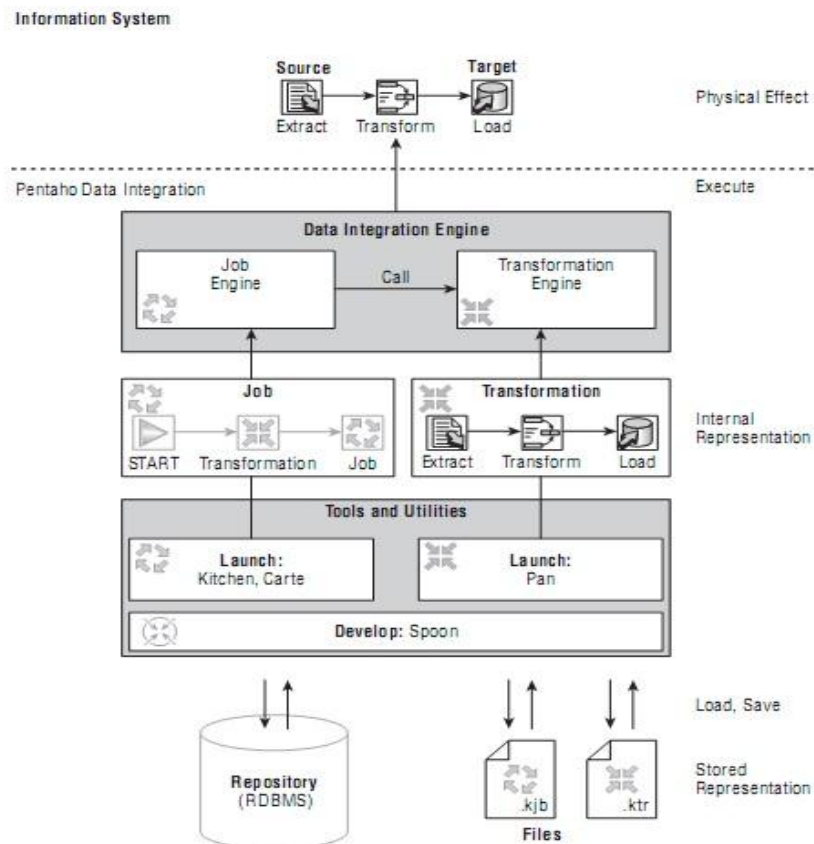 Information System
Source
Target
Extract
Transform
Load
Physical Effect
Pentaho Data Integration
Execute
Data Integration Engine
Job
Engine
Call
Transformation
Engine
Job
START
Transformation
Job
Transformation
Extract
Transform
Load
Internal
Representation
Tools and Utilities
Launch:
Kitchen, Carte
Launch:
Pan
Develop: Spoon
Load, Save
Repository
(RDBMS)
.kjb
.ktr
Files
Stored
Representation